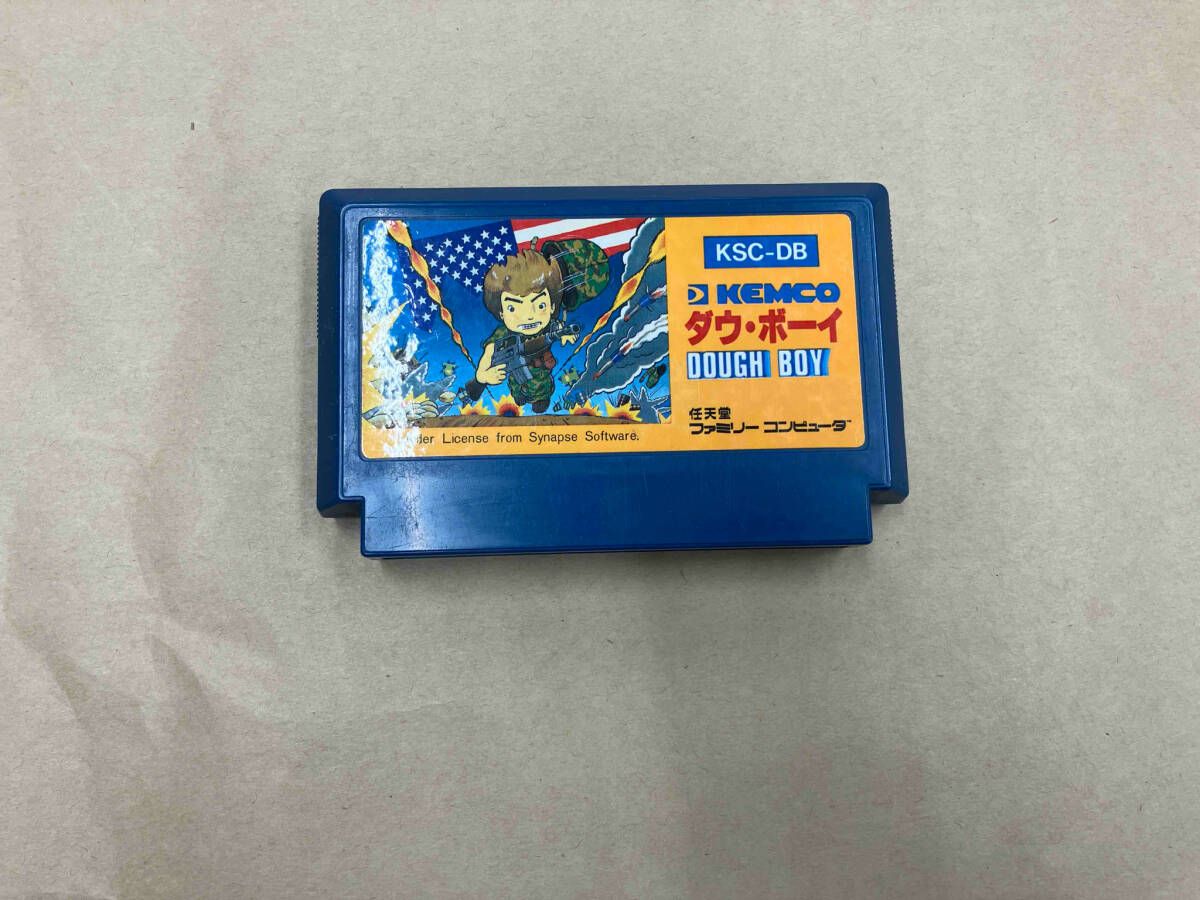 KSC-DB
KEMCO
ダウ・ボーイ
DOUGH BOY
任天堂
ファミリー コンピュータ
License from Synapse Software.